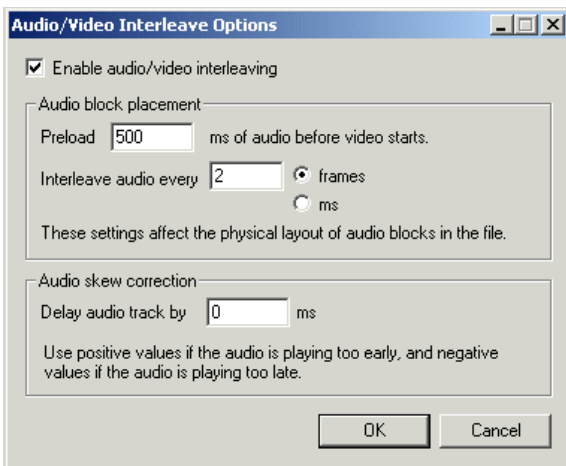 Audio/Video Interleave Options
Enable audio/video interleaving
Audio block placement
Preload 500 ms of audio before video starts.
Interleave audio every 2 frames
ms
These settings affect the physical layout of audio blocks in the file.
Audio skew correction
Delay audio track by 0 ms
Use positive values if the audio is playing too early, and negative
values if the audio is playing too late.
OK Cancel